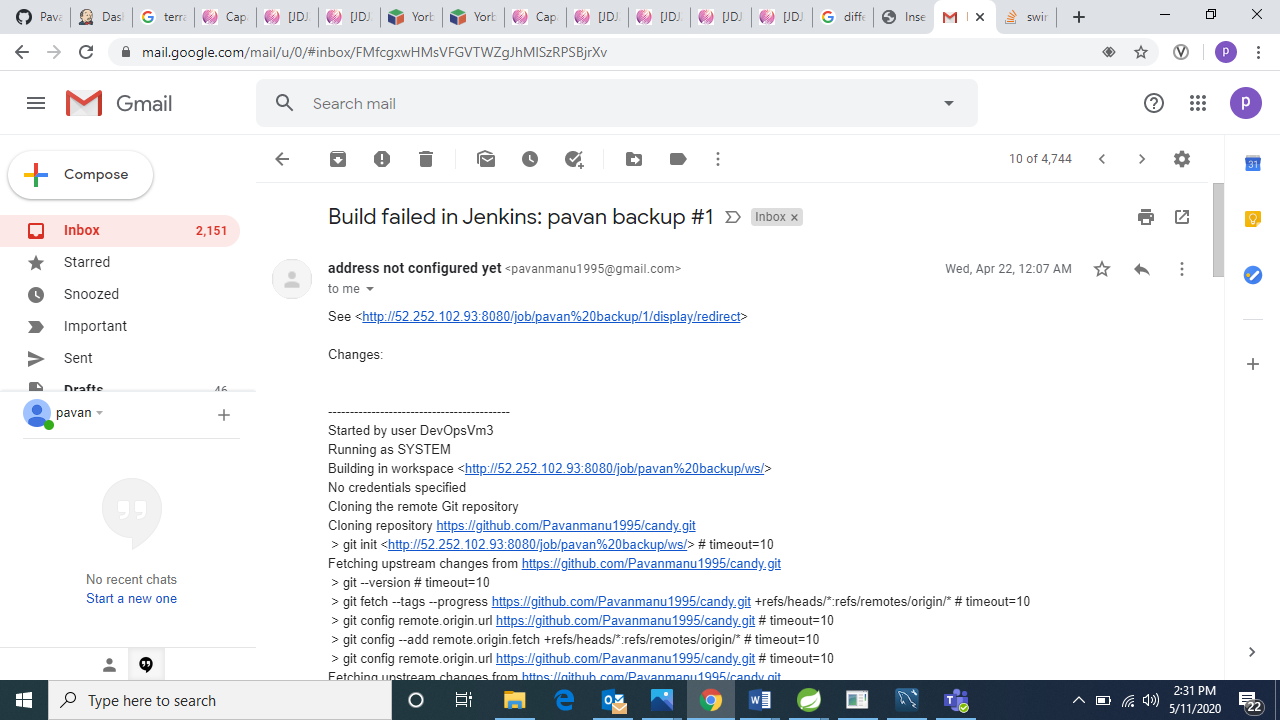 Pava
Dash
terra
Capa
[JDJ
[JDJ
Yorb
Yorb
Capa
[JDJ
[JDJ
[JDJ
[JDJ
diffe
Inse
swin
mail.google.com/mail/u/0/#inbox/FMfcgxwHMsVFGVTWZgJhMlSzRPSBjrXv
p
Gmail
Search mail
p
Compose
10 of 4,744
31
Build failed in Jenkins: pavan backup #1
Inbox ×
Inbox 2,151
Starred
Snoozed
Important
Sent
Drafts 46
address not configured yet <pavanmanu1995@gmail.com>
Wed, Apr 22, 12:07 AM
to me
See <http://52.252.102.93:8080/job/pavan%20backup/1/display/redirect>
Changes:
------------------------------------------
Started by user DevOpsVm3
Running as SYSTEM
Building in workspace <http://52.252.102.93:8080/job/pavan%20backup/ws/>
No credentials specified
Cloning the remote Git repository
Cloning repository https://github.com/Pavanmanu1995/candy.git
> git init <http://52.252.102.93:8080/job/pavan%20backup/ws/> # timeout=10
Fetching upstream changes from https://github.com/Pavanmanu1995/candy.git
> git --version # timeout=10
> git fetch --tags --progress https://github.com/Pavanmanu1995/candy.git +refs/heads/*:refs/remotes/origin/* # timeout=10
> git config remote.origin.url https://github.com/Pavanmanu1995/candy.git # timeout=10
> git config --add remote.origin.fetch +refs/heads/*:refs/remotes/origin/* # timeout=10
> git config remote.origin.url https://github.com/Pavanmanu1995/candy.git # timeout=10
Fetching upstream changes from https://github.com/Pavanmanu1995/candy.git
pavan
No recent chats
Start a new one
Type here to search
2:31 PM
5/11/2020
22